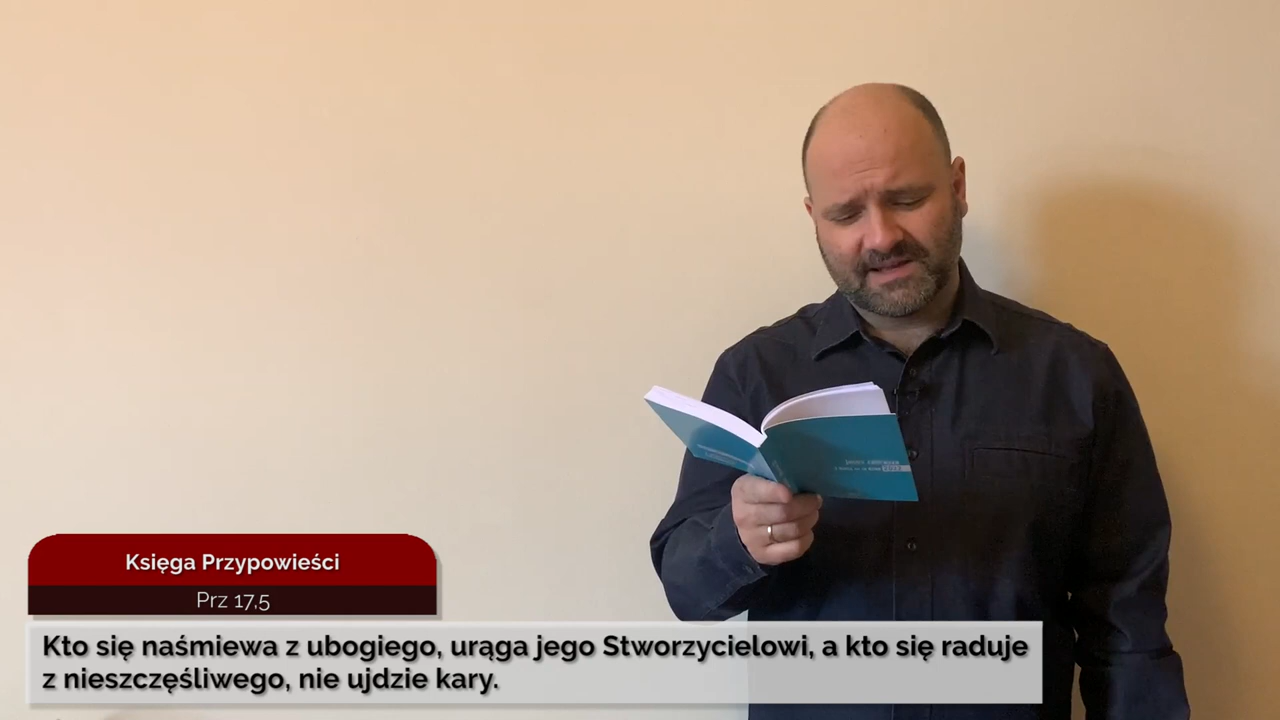 Księga Przypowieści
Prz 17,5
Kto się naśmiewa z ubogiego, urąga jego Stworzycielowi, a kto się raduje
z nieszczęśliwego, nie ujdzie kary.